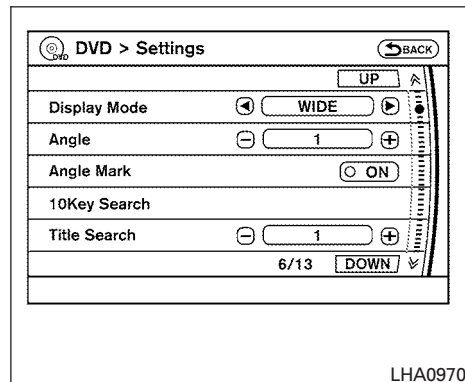 DVD DVD > Settings BACK
UP
Display Mode WIDE
Angle - 1 +
Angle Mark ON
10Key Search
Title Search - 1 +
6/13 DOWN
LHA0970